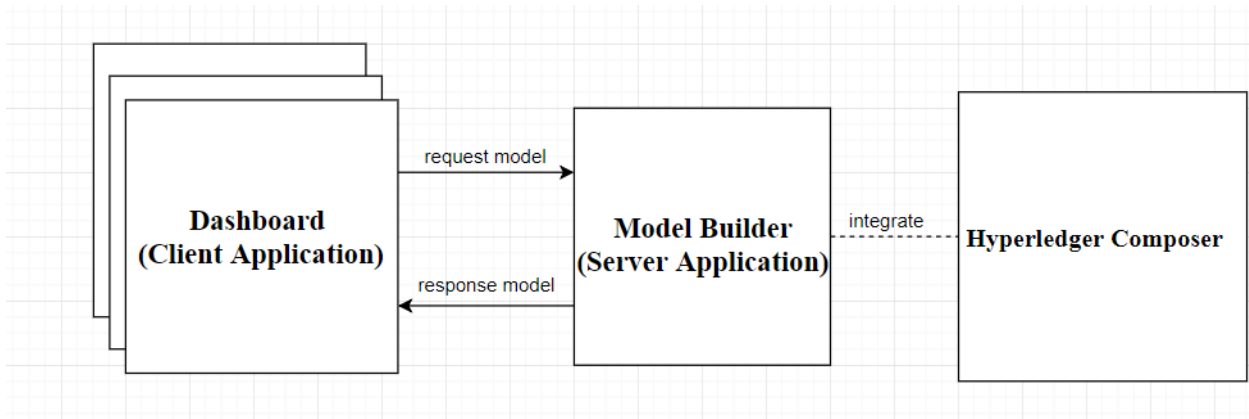 request model
Dashboard
(Client Application)
response model
Model Builder
(Server Application)
integrate
Hyperledger Composer